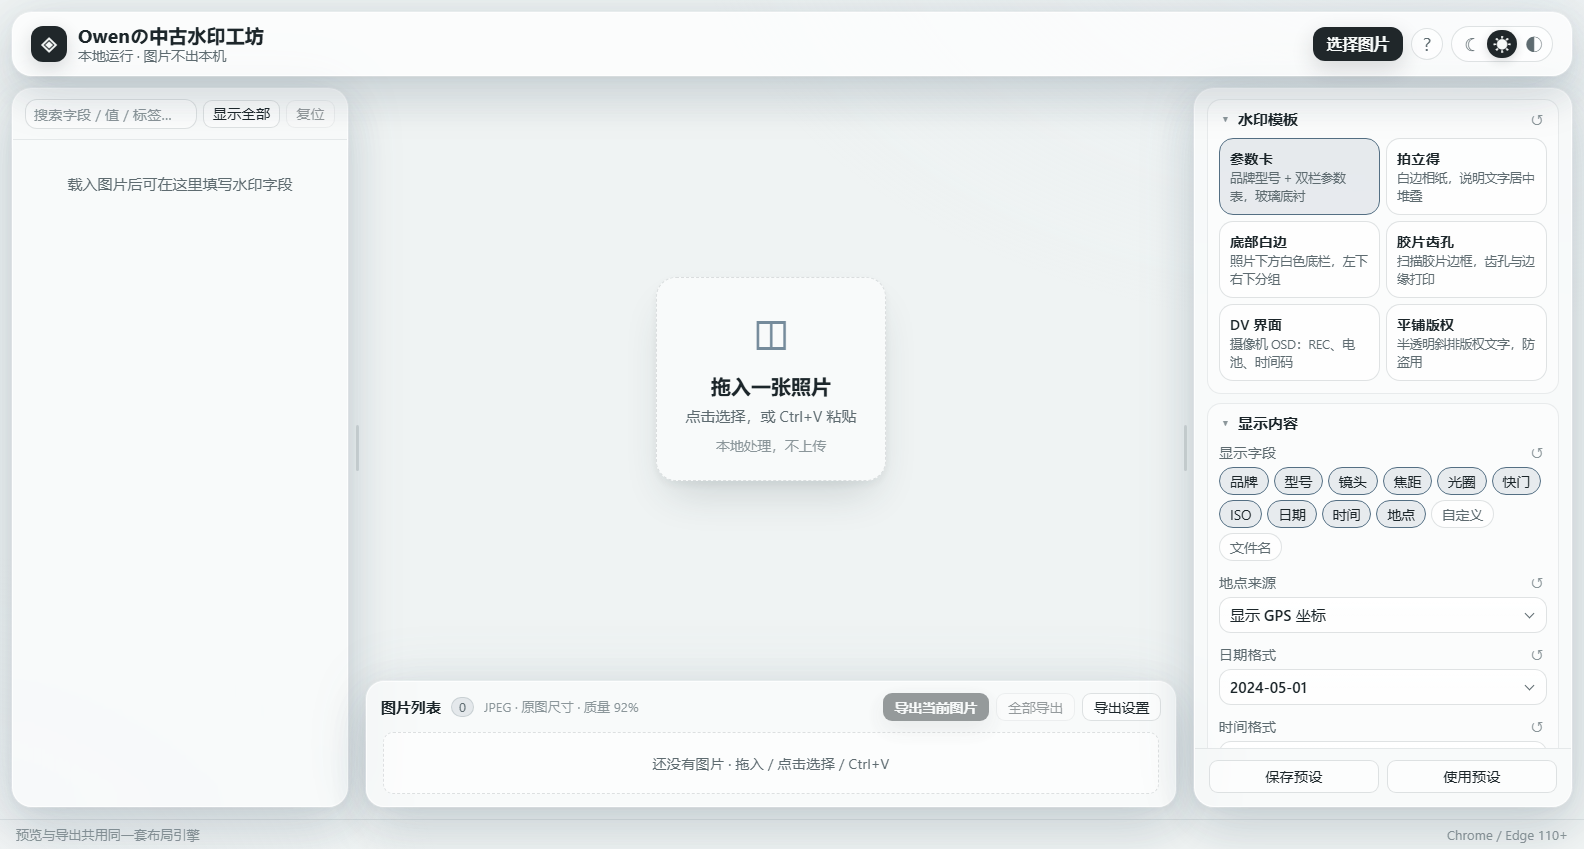 Owenの中古水印工坊
本地运行 · 图片不出本机
选择图片
?
搜索字段 / 值 / 标签...
显示全部
复位
载入图片后可在这里填写水印字段
拖入一张照片
点击选择，或 Ctrl+V 粘贴
本地处理，不上传
图片列表
0
JPEG · 原图尺寸 · 质量 92%
导出当前图片
全部导出
导出设置
还没有图片 · 拖入 / 点击选择 / Ctrl+V
水印模板
参数卡
品牌型号 + 双栏参数
表，玻璃底衬
拍立得
白边相纸，说明文字居中
堆叠
底部白边
照片下方白色底栏，左下
右下分组
胶片齿孔
扫描胶片边框，齿孔与边
缘打印
DV 界面
摄像机 OSD：REC、电
池、时间码
平铺版权
半透明斜排版权文字，防
盗用
显示内容
显示字段
品牌
型号
镜头
焦距
光圈
快门
ISO
日期
时间
地点
自定义
文件名
地点来源
显示 GPS 坐标
日期格式
2024-05-01
时间格式
保存预设
使用预设
预览与导出共用同一套布局引擎
Chrome / Edge 110+